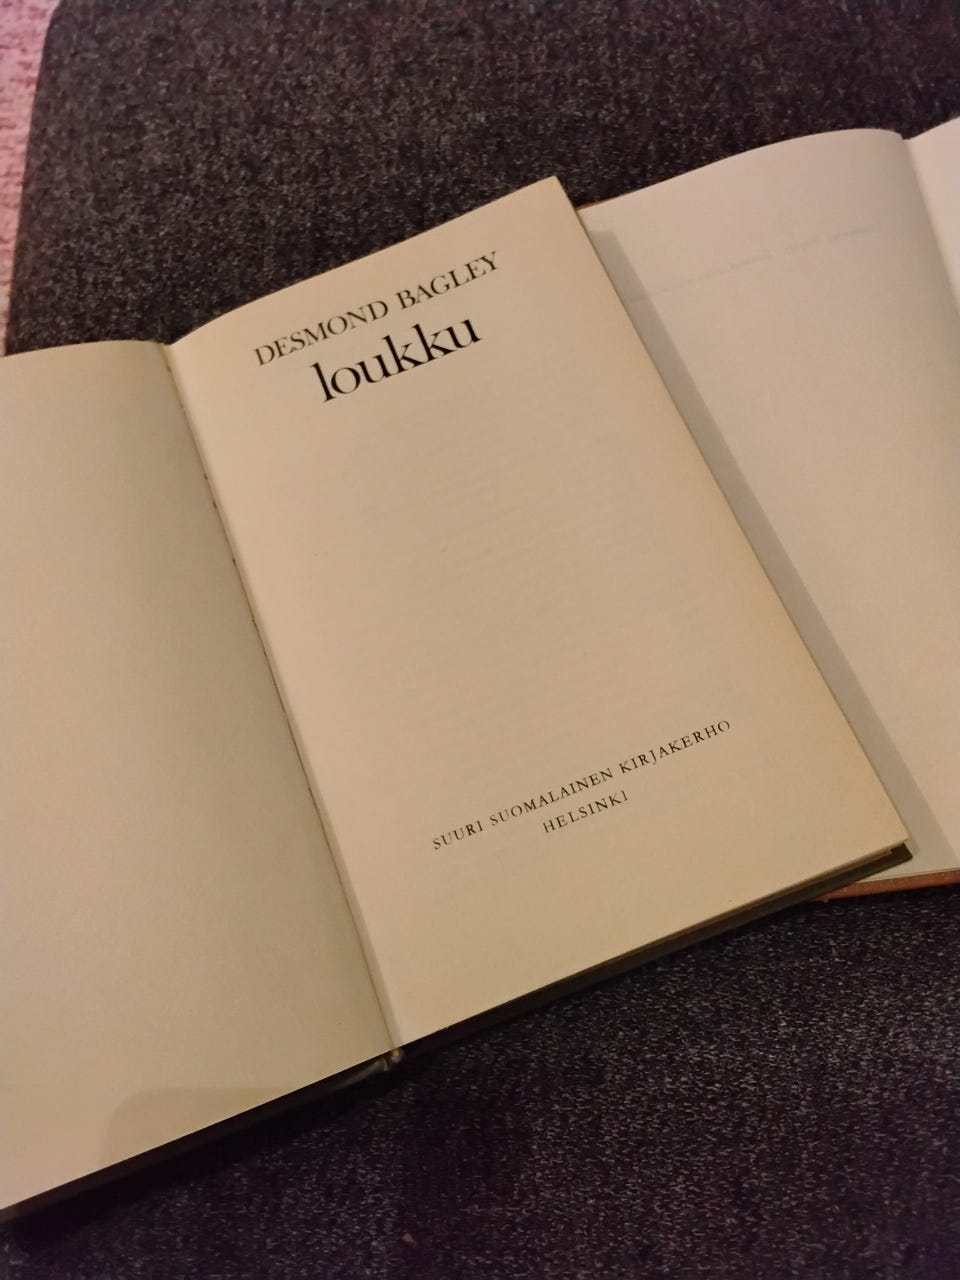 DESMOND BAGLEY
loukku
SUURI SUOMALAINEN KIRJAKERHO
HELSINKI